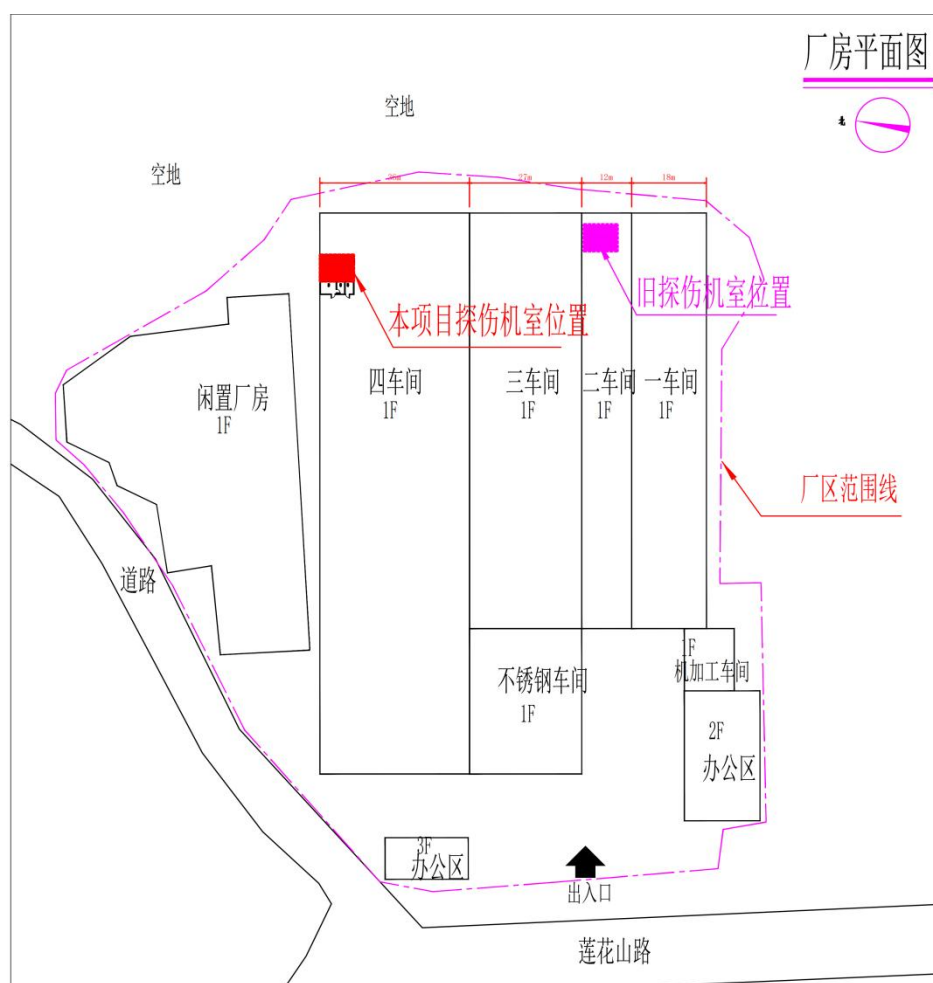 厂房平面图
北
空地
空地
27m
12m
18m
旧探伤机室位置
本项目探伤机室位置
四车间
1F
三车间
1F
二车间
1F
一车间
1F
闲置厂房
1F
厂区范围线
道路
1F
机加工车间
不锈钢车间
1F
2F
办公区
3F
办公区
出入口
莲花山路